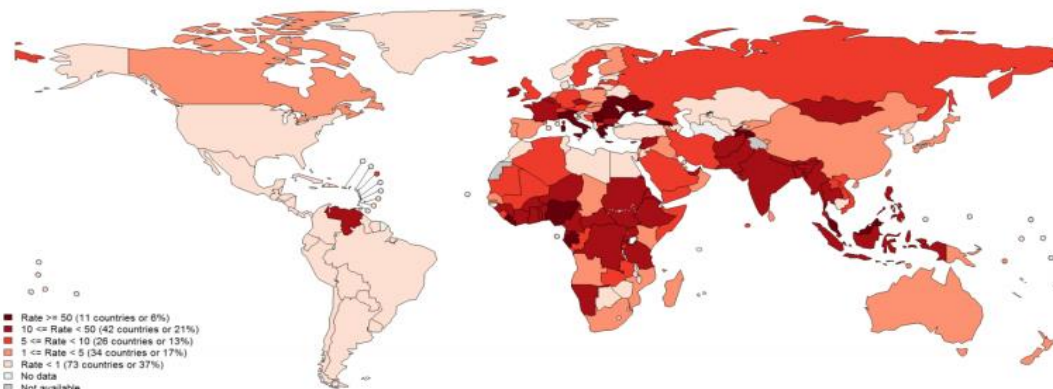 Rate >= 50 (11 countries or 6%)
10 <= Rate < 50 (42 countries or 21%)
5 <= Rate < 10 (26 countries or 13%)
1 <= Rate < 5 (34 countries or 17%)
Rate < 1 (73 countries or 37%)
No data
Not available